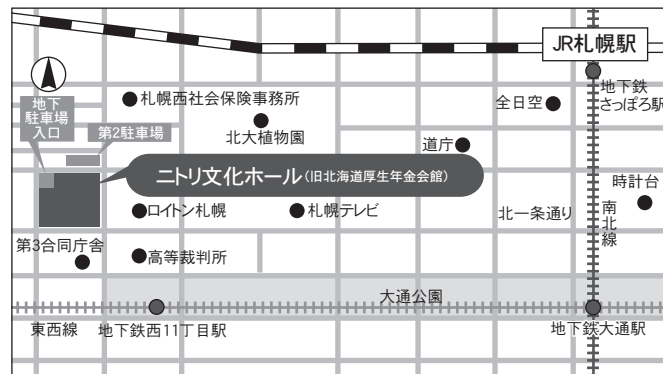 JR札幌駅
地下鉄
さっぽろ駅
全日空
札幌西社会保険事務所
地下
駐車場
入口
第2駐車場
北大植物園
道庁
ニトリ文化ホール(旧北海道厚生年金会館)
時計台
ロイトン札幌
札幌テレビ
北一条通り
南北線
第3合同庁舎
高等裁判所
大通公園
東西線
地下鉄西11丁目駅
地下鉄大通駅